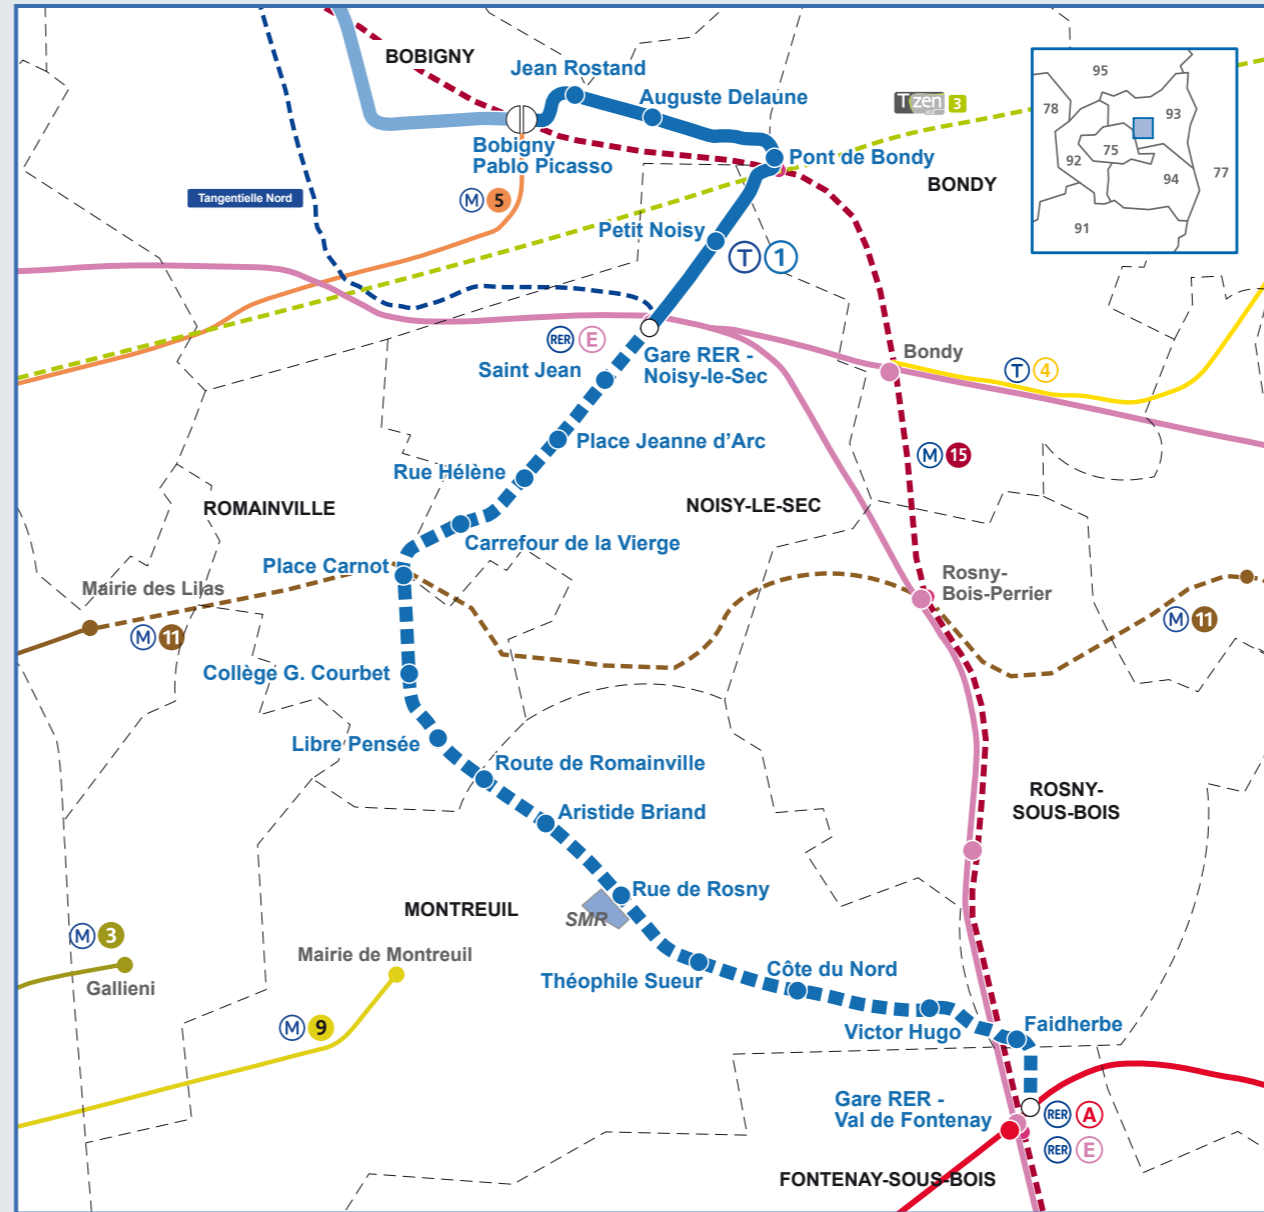 BOBIGNY
Jean Rostand
Auguste Delaune
Bobigny
Pablo Picasso
Tzen 3
Pont de Bondy
BONDY
95
78
93
75
92
94
77
91
Tangentielle Nord
M 5
Petit Noisy
T 1
RER E
Gare RER -
Noisy-le-Sec
Saint Jean
Bondy
T 4
Place Jeanne d'Arc
M 15
Rue Hélène
ROMAINVILLE
NOISY-LE-SEC
Carrefour de la Vierge
Place Carnot
Mairie des Lilas
M 11
Rosny-
Bois-Perrier
M 11
Collège G. Courbet
Libre Pensée
Route de Romainville
ROSNY-
SOUS-BOIS
Aristide Briand
Rue de Rosny
SMR
MONTREUIL
M 3
Gallieni
Mairie de Montreuil
Théophile Sueur
Côte du Nord
M 9
Victor Hugo
Faidherbe
Gare RER -
Val de Fontenay
RER A
RER E
FONTENAY-SOUS-BOIS